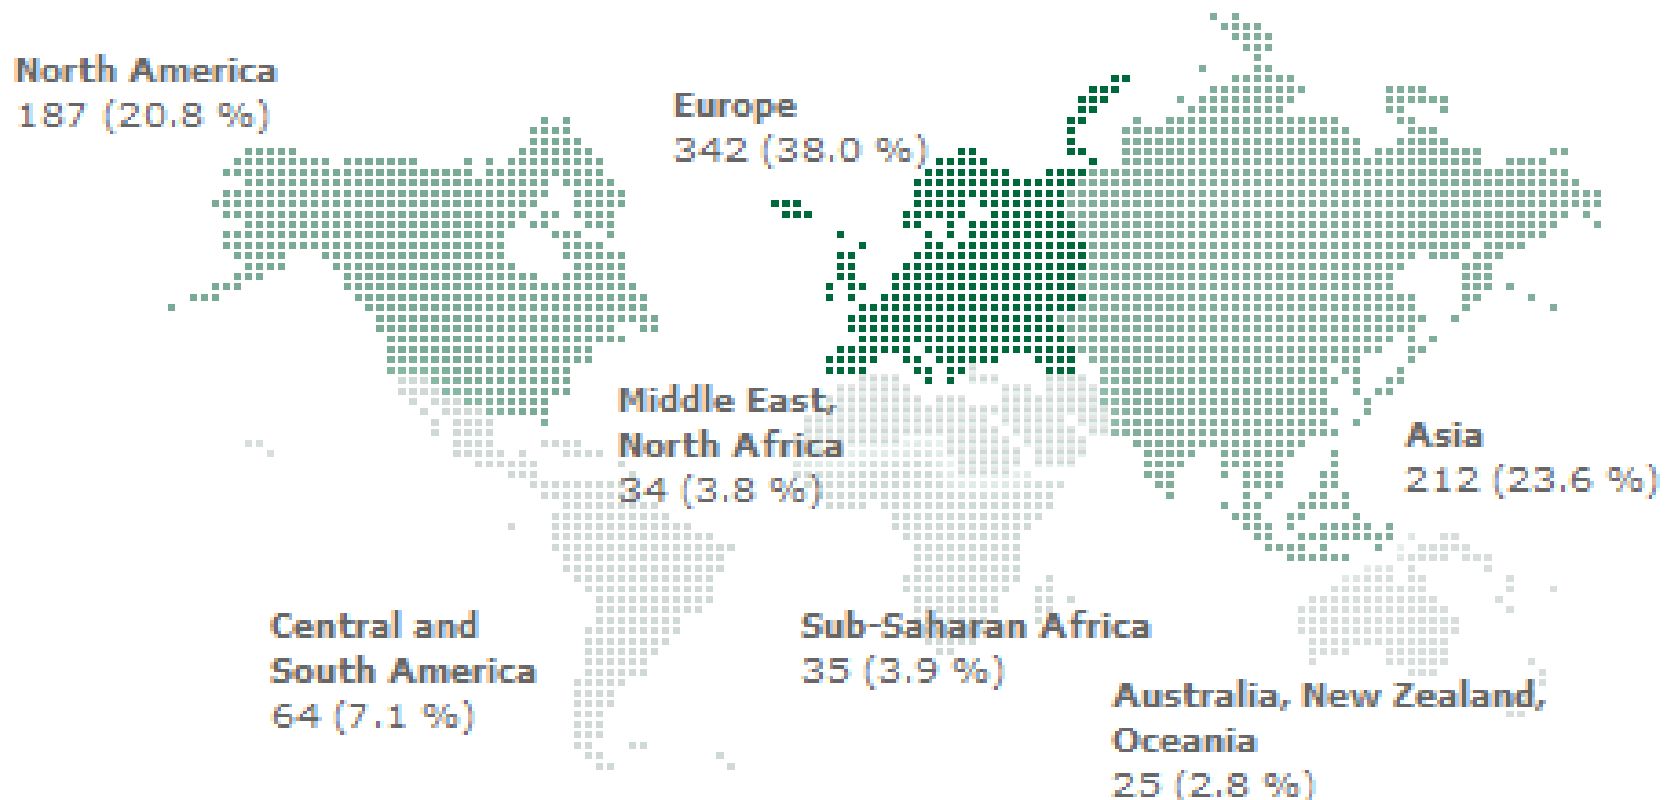 North America
187 (20.8 %)
Europe
342 (38.0 %)
Middle East,
North Africa
34 (3.8 %)
Asia
212 (23.6 %)
Central and
South America
64 (7.1 %)
Sub-Saharan Africa
35 (3.9 %)
Australia, New Zealand,
Oceania
25 (2.8 %)